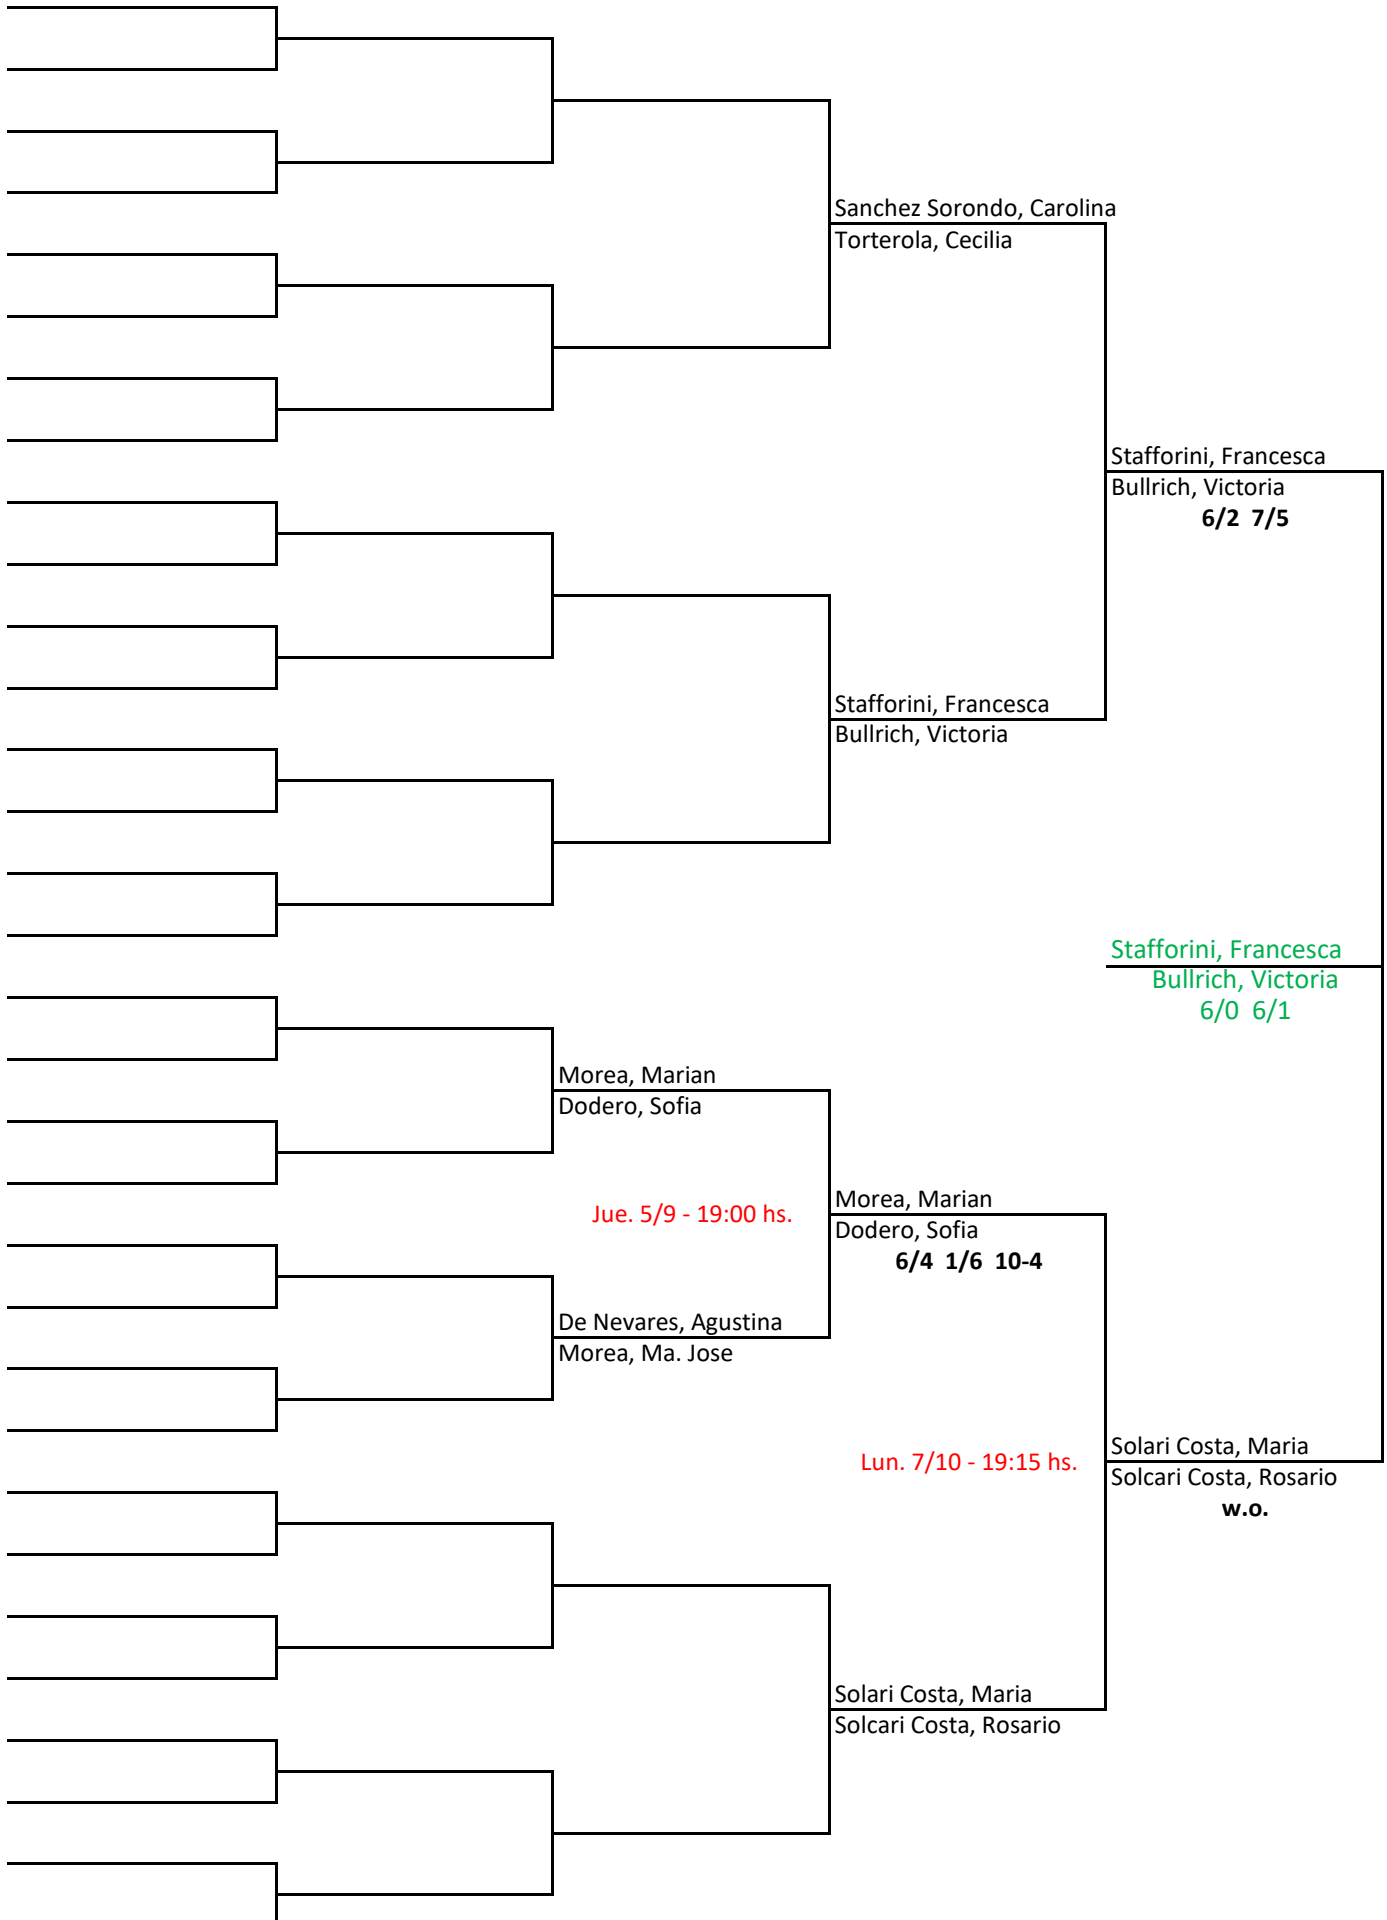 Sanchez Sorondo, Carolina
Torterola, Cecilia
Stafforini, Francesca
Bullrich, Victoria
6/2  7/5
Stafforini, Francesca
Bullrich, Victoria
Stafforini, Francesca
Bullrich, Victoria
6/0  6/1
Morea, Marian
Dodero, Sofia
Jue. 5/9 - 19:00 hs.
Morea, Marian
Dodero, Sofia
6/4  1/6  10-4
De Nevares, Agustina
Morea, Ma. Jose
Lun. 7/10 - 19:15 hs.
Solari Costa, Maria
Solcari Costa, Rosario
w.o.
Solari Costa, Maria
Solcari Costa, Rosario